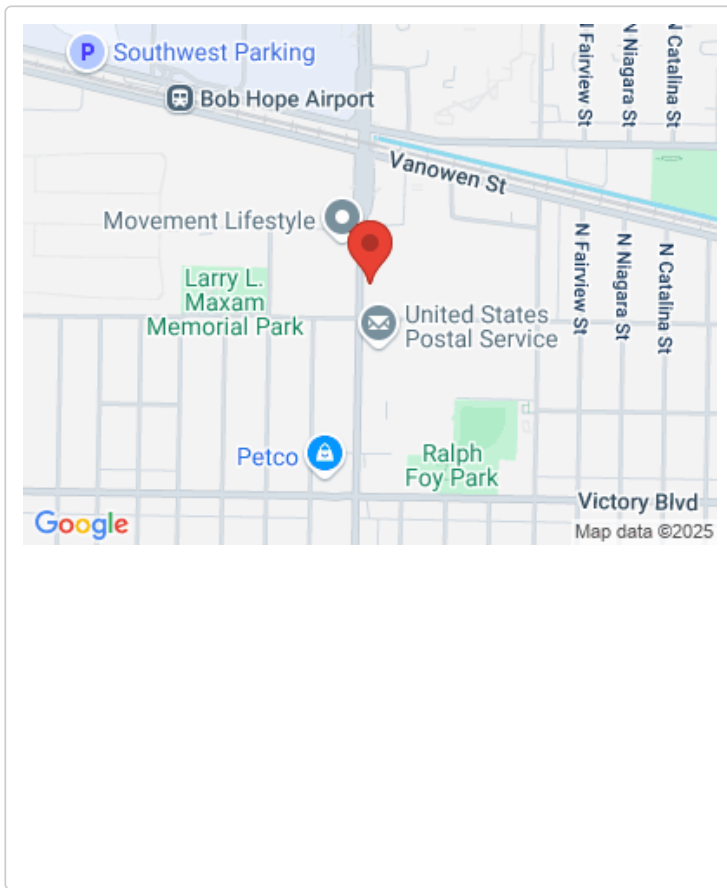 P Southwest Parking
Bob Hope Airport
N Fairview St
N Niagara St
N Catalina St
Vanowen St
Movement Lifestyle
Larry L.
Maxam
Memorial Park
United States
Postal Service
N Fairview St
N Niagara St
N Catalina St
Petco
Ralph
Foy Park
Victory Blvd
Google
Map data ©2025